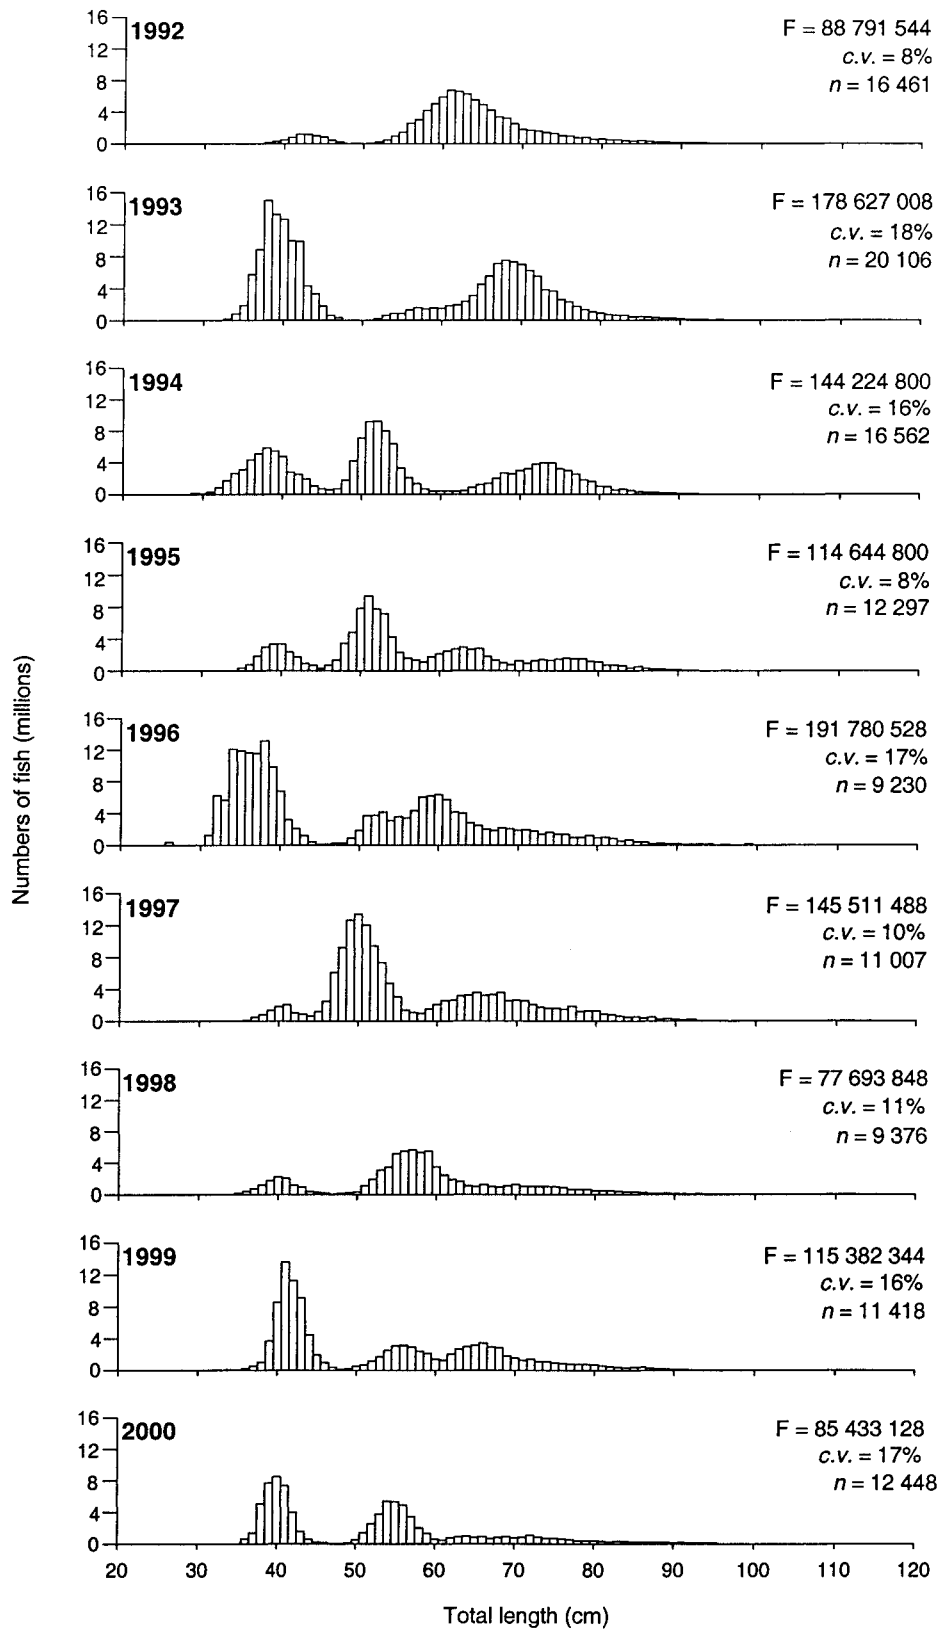 16
1992
F = 88 791 544
12
c.v. = 8%
8
n = 16 461
4
0
16
1993
F = 178 627 008
12
c.v. = 18%
8
n = 20 106
4
0
16
1994
F = 144 224 800
12
c.v. = 16%
8
n = 16 562
4
0
16
1995
F = 114 644 800
12
c.v. = 8%
8
n = 12 297
4
0
Numbers of fish (millions)
16
1996
F = 191 780 528
12
c.v. = 17%
8
n = 9 230
4
0
16
1997
F = 145 511 488
12
c.v. = 10%
8
n = 11 007
4
0
16
1998
F = 77 693 848
12
c.v. = 11%
8
n = 9 376
4
0
16
1999
F = 115 382 344
12
c.v. = 16%
8
n = 11 418
4
0
16
2000
F = 85 433 128
12
c.v. = 17%
8
n = 12 448
4
0
20 30 40 50 60 70 80 90 100 110 120
Total length (cm)